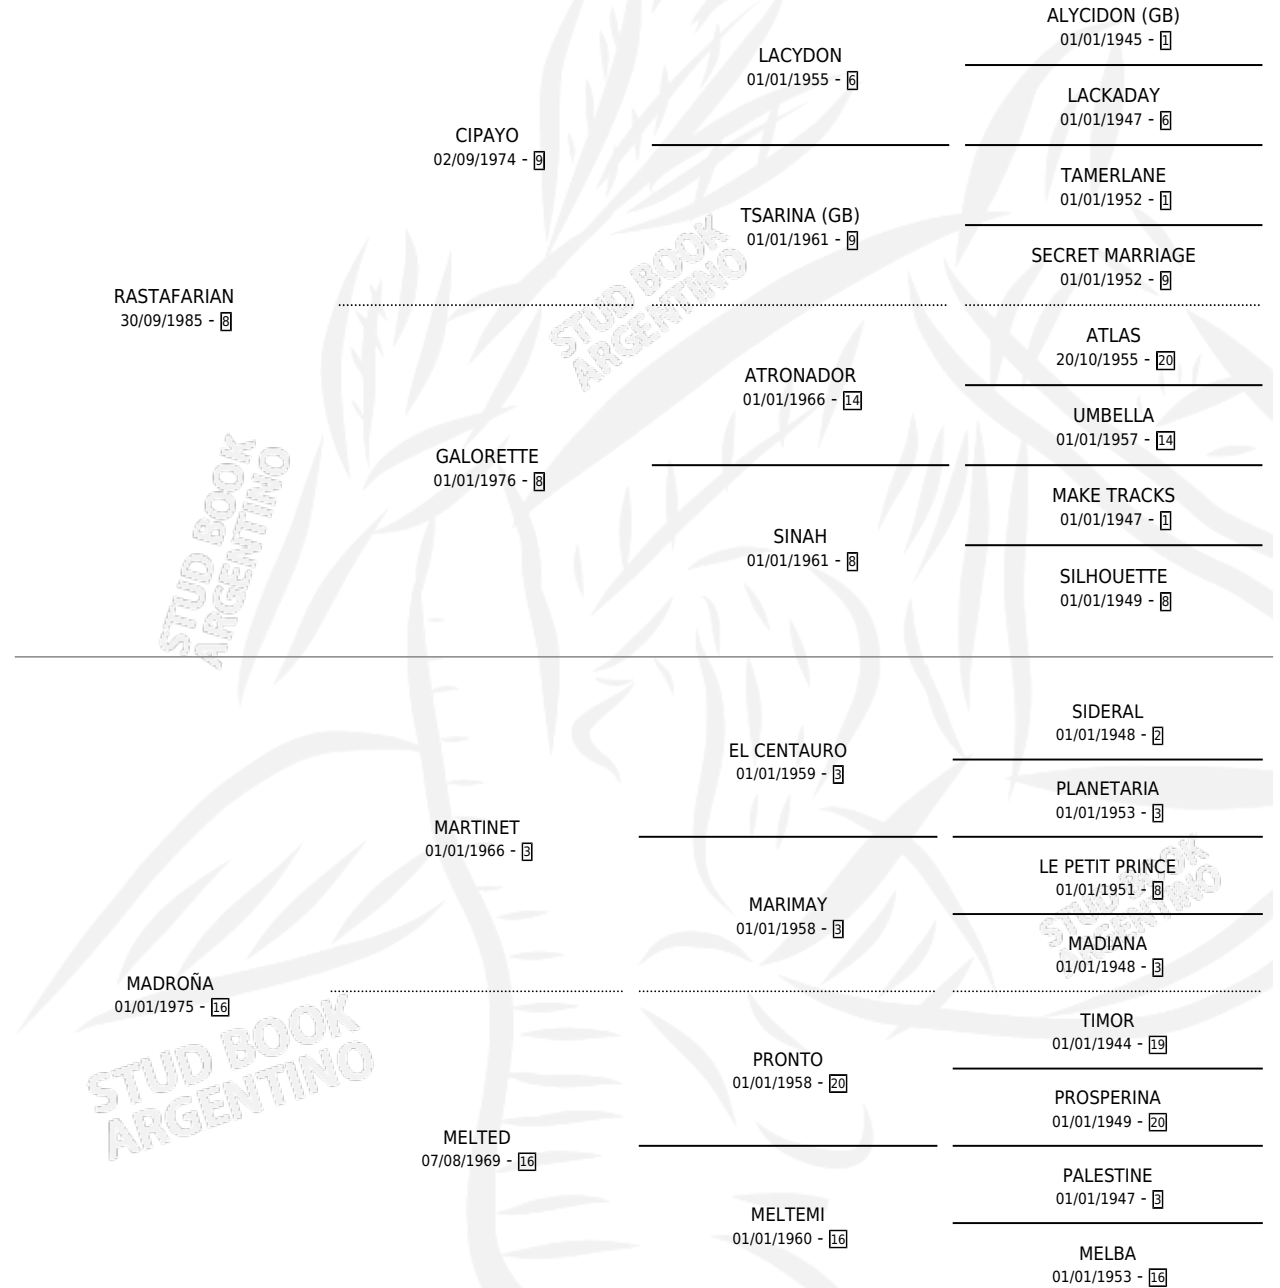 ALYCIDON (GB)
01/01/1945 - 1
LACYDON
01/01/1955 - 6
LACKADAY
01/01/1947 - 6
CIPAYO
02/09/1974 - 9
TAMERLANE
01/01/1952 - 1
TSARINA (GB)
01/01/1961 - 9
SECRET MARRIAGE
01/01/1952 - 9
STUD BOOK
ARGENTINO
RASTAFARIAN
30/09/1985 - 8
ATLAS
20/10/1955 - 20
ATRONADOR
01/01/1966 - 14
UMBELLA
01/01/1957 - 14
GALORETTE
01/01/1976 - 8
MAKE TRACKS
01/01/1947 - 1
SINAH
01/01/1961 - 8
SILHOUETTE
01/01/1949 - 8
STUD BOOK
ARGENTINO
SIDERAL
01/01/1948 - 2
EL CENTAURO
01/01/1959 - 3
PLANETARIA
01/01/1953 - 3
MARTINET
01/01/1966 - 3
LE PETIT PRINCE
01/01/1951 - 8
MARIMAY
01/01/1958 - 3
STUD BOOK
ARGENTINO
MADIANA
01/01/1948 - 3
MADROÑA
01/01/1975 - 16
TIMOR
01/01/1944 - 19
PRONTO
01/01/1958 - 20
PROSPERINA
01/01/1949 - 20
STUD BOOK
ARGENTINO
MELTED
07/08/1969 - 16
PALESTINE
01/01/1947 - 3
MELTEMI
01/01/1960 - 16
MELBA
01/01/1953 - 16